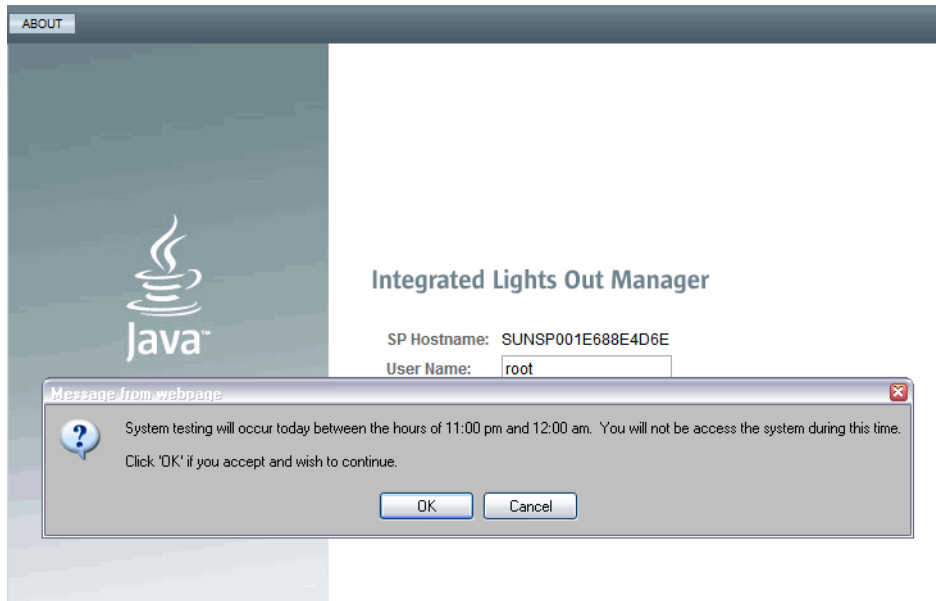 ABOUT
Java™
Integrated Lights Out Manager
SP Hostname: SUNSP001E688E4D6E
User Name: root
Message from webpage
System testing will occur today between the hours of 11:00 pm and 12:00 am. You will not be access the system during this time.
Click 'OK' if you accept and wish to continue.
OK Cancel